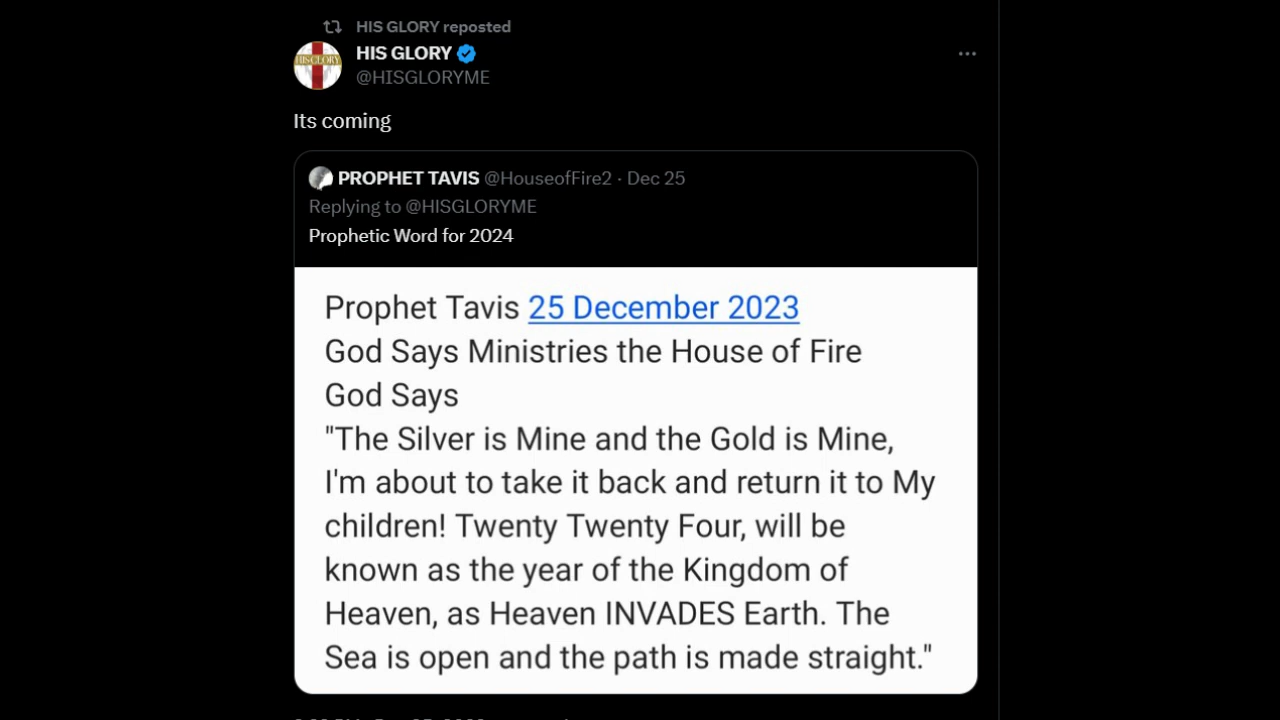 HIS GLORY reposted
HIS GLORY
@HISGLORYME
HIS GLORY
Its coming
PROPHET TAVIS @HouseofFire2 · Dec 25
Replying to @HISGLORYME
Prophetic Word for 2024
Prophet Tavis 25 December 2023
God Says Ministries the House of Fire
God Says
"The Silver is Mine and the Gold is Mine,
I'm about to take it back and return it to My
children! Twenty Twenty Four, will be
known as the year of the Kingdom of
Heaven, as Heaven INVADES Earth. The
Sea is open and the path is made straight."